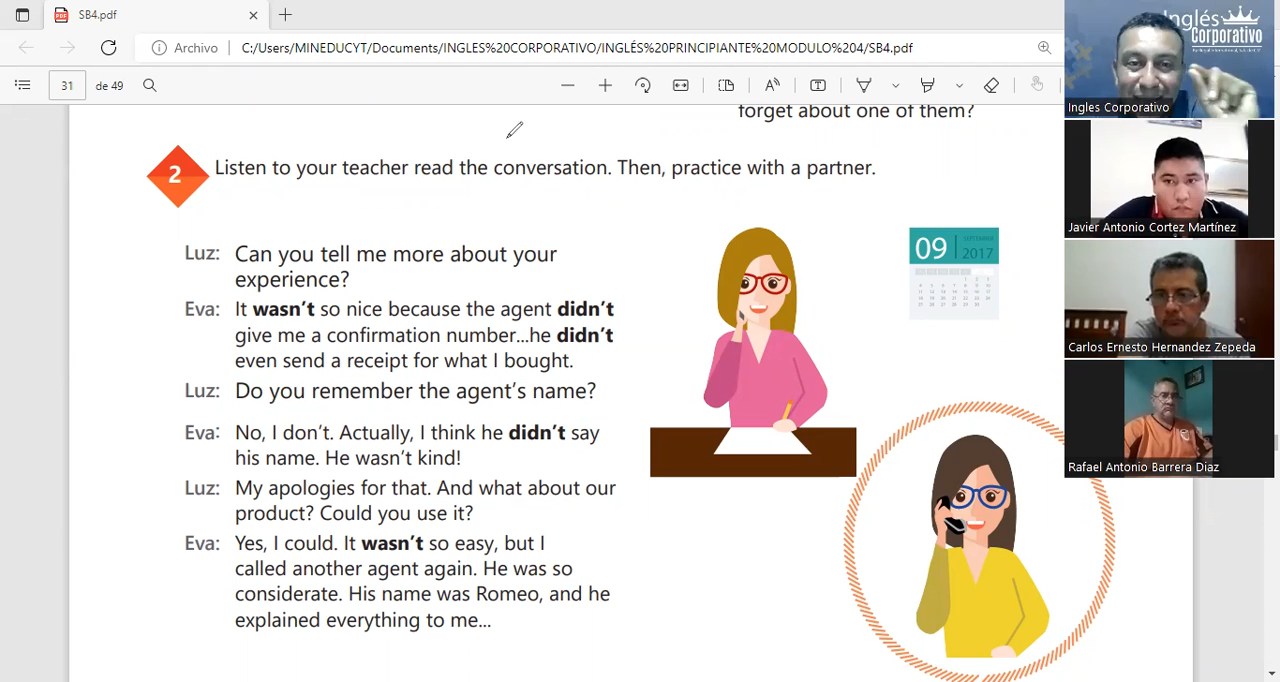 SB4.pdf
Archivo
C:/Users/MINEDUCYT/Documents/INGLES%20CORPORATIVO/INGLÉS%20PRINCIPIANTE%20MODULO%204/SB4.pdf
31 de 49
forget about one of them?
2 Listen to your teacher read the conversation. Then, practice with a partner.
Luz: Can you tell me more about your
experience?
Eva: It wasn't so nice because the agent didn't
give me a confirmation number...he didn't
even send a receipt for what I bought.
Luz: Do you remember the agent's name?
Eva: No, I don't. Actually, I think he didn't say
his name. He wasn't kind!
Luz: My apologies for that. And what about our
product? Could you use it?
Eva: Yes, I could. It wasn't so easy, but I
called another agent again. He was so
considerate. His name was Romeo, and he
explained everything to me...
09
2017
Inglés
Corporativo
Ingles Corporativo
Javier Antonio Cortez Martínez
Carlos Ernesto Hernandez Zepeda
Rafael Antonio Barrera Diaz